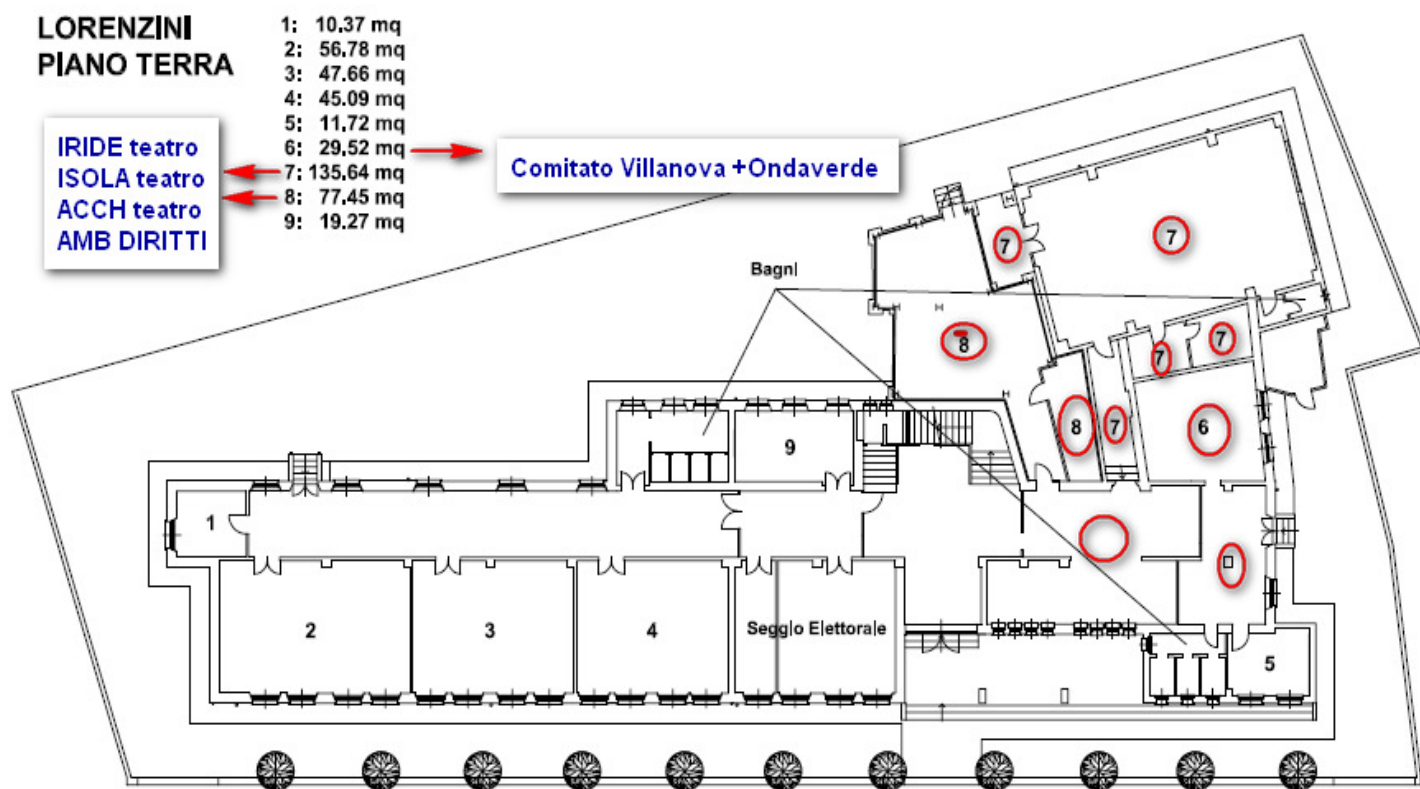 LORENZINI
PIANO TERRA
1: 10.37 mq
2: 56.78 mq
3: 47.66 mq
4: 45.09 mq
5: 11.72 mq
6: 29.52 mq
7: 135.64 mq
8: 77.45 mq
9: 19.27 mq
IRIDE teatro
ISOLA teatro
ACCH teatro
AMB DIRITTI
Comitato Villanova +Ondaverde
Bagni
7
7
8
7
7
8
7
6
9
1
2
3
4
Seggio Elettorale
5